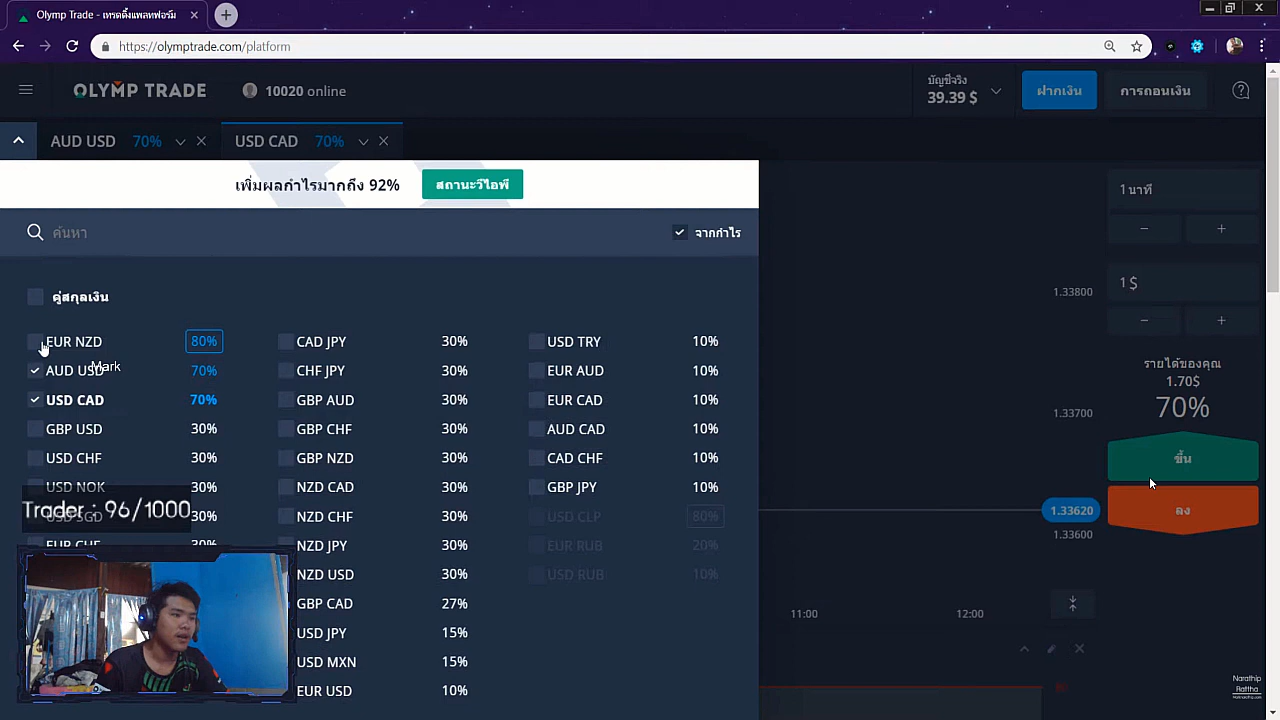 Olymp Trade - เทรดดิ้งแพลทฟอร์ม
https://olymptrade.com/platform
OLYMP TRADE
10020 online
บัญชีจริง
39.39 $
ฝากเงิน
การถอนเงิน
AUD USD 70%
USD CAD 70%
เพิ่มผลกำไรมากถึง 92%
สถานะวีไอพี
ค้นหา
จากกำไร
คู่สกุลเงิน
EUR NZD 80%
AUD USD 70%
USD CAD 70%
GBP USD 30%
USD CHF 30%
USD NOK 30%
USD SGD 30%
EUR CHF 30%
Mark
Trader : 96/1000
CAD JPY 30%
CHF JPY 30%
GBP AUD 30%
GBP CHF 30%
GBP NZD 30%
NZD CAD 30%
NZD CHF 30%
NZD JPY 30%
NZD USD 30%
GBP CAD 27%
USD JPY 15%
USD MXN 15%
EUR USD 10%
USD TRY 10%
EUR AUD 10%
EUR CAD 10%
AUD CAD 10%
CAD CHF 10%
GBP JPY 10%
USD CLP 80%
EUR RUB 20%
USD RUB 10%
1.33800
1.33700
1.33620
1.33600
11:00
12:00
1 นาที
1 $
รายได้ของคุณ
1.70$
70%
ขึ้น
ลง
Narathip
Rattha